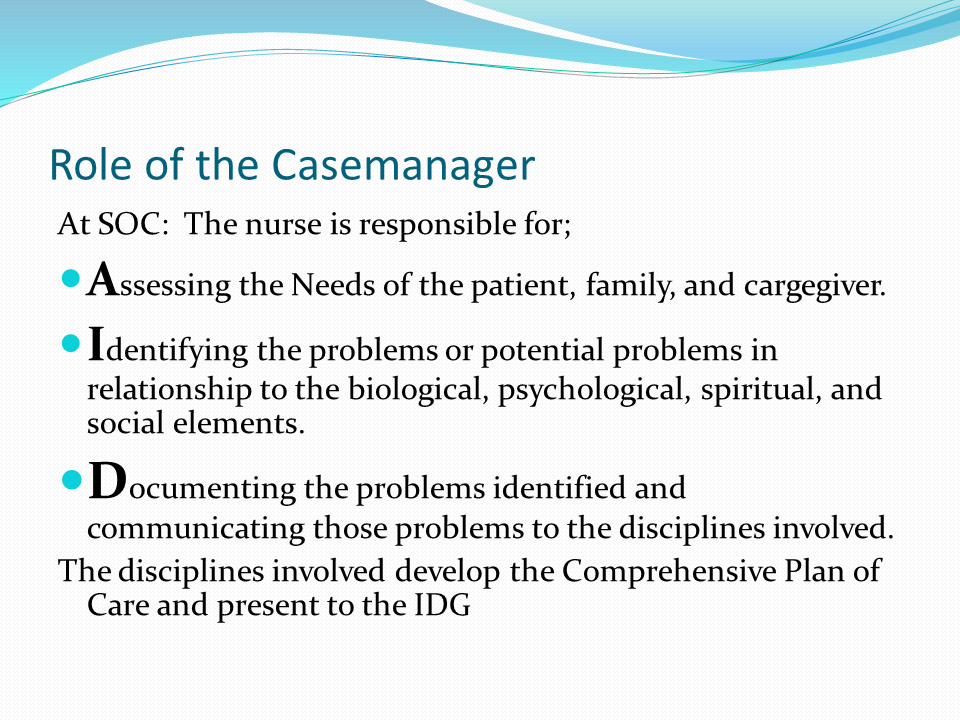 Role of the Casemanager
At SOC:  The nurse is responsible for;
Assessing the Needs of the patient, family, and cargegiver.
Identifying the problems or potential problems in
relationship to the biological, psychological, spiritual, and
social elements.
Documenting the problems identified and
communicating those problems to the disciplines involved.
The disciplines involved develop the Comprehensive Plan of
Care and present to the IDG